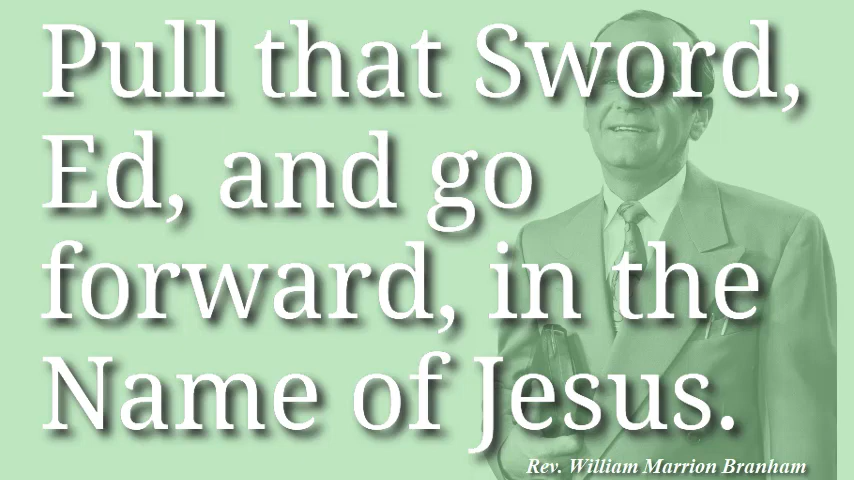 Pull that Sword,
Ed, and go
forward, in the
Name of Jesus.
Rev. William Marrion Branham